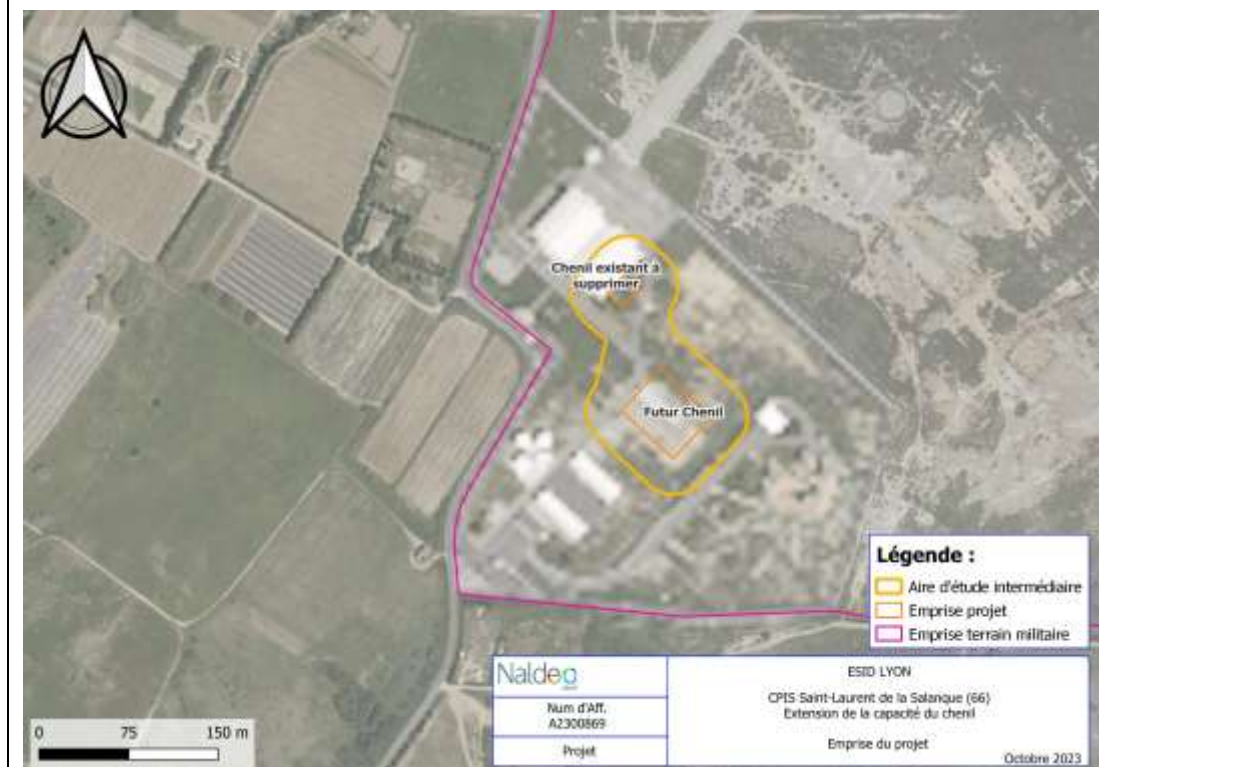 Chenil existant à
supprimer
Futur Chenil
Légende :
Aire d'étude intermédiaire
Emprise projet
Emprise terrain militaire
Naldeo
Num d'Aff.
A2300869
Projet
ESID LYON
CPIS Saint-Laurent de la Salanque (66)
Extension de la capacité du chenil
Emprise du projet
Octobre 2023
0 75 150 m